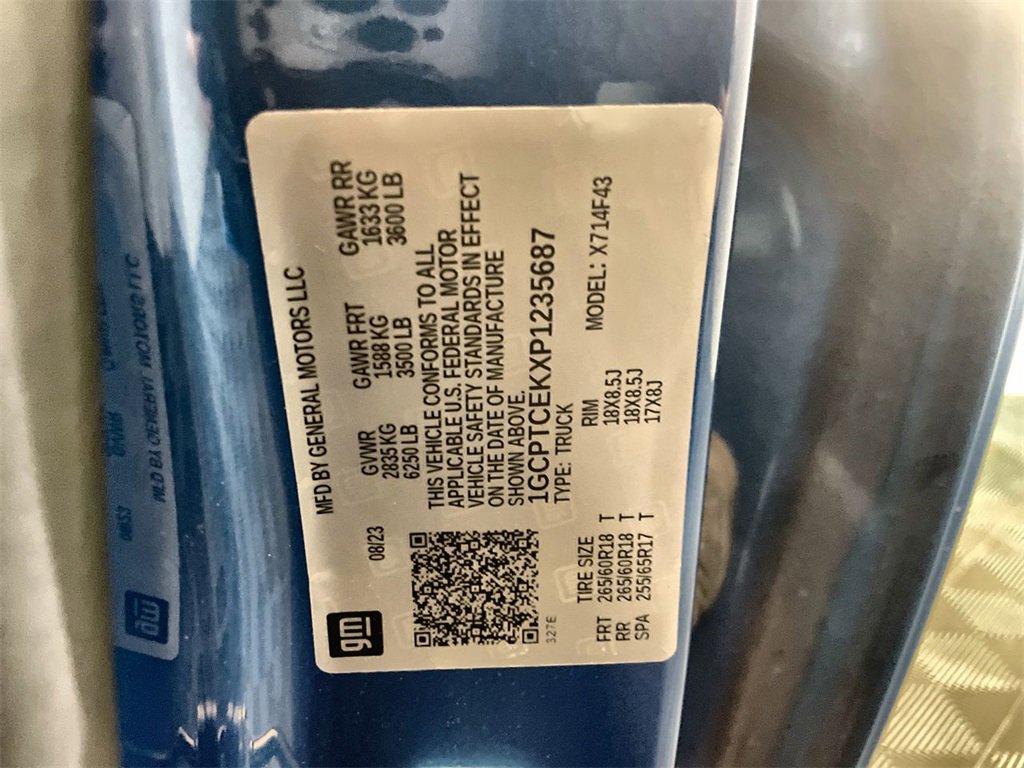 MFD BY GENERAL MOTORS LLC
08/23
GVWR GAWR FRT GAWR RR
2835 KG 1588 KG 1633 KG
6250 LB 3500 LB 3600 LB
THIS VEHICLE CONFORMS TO ALL
APPLICABLE U.S. FEDERAL MOTOR
VEHICLE SAFETY STANDARDS IN EFFECT
ON THE DATE OF MANUFACTURE
SHOWN ABOVE.
1GCPTCEKXP1235687
TYPE: TRUCK
gm
327E
TIRE SIZE RIM MODEL: X714F43
FRT 265/60R18 T 18X8.5J
RR 265/60R18 T 18X8.5J
SPA 255/65R17 T 17X8J